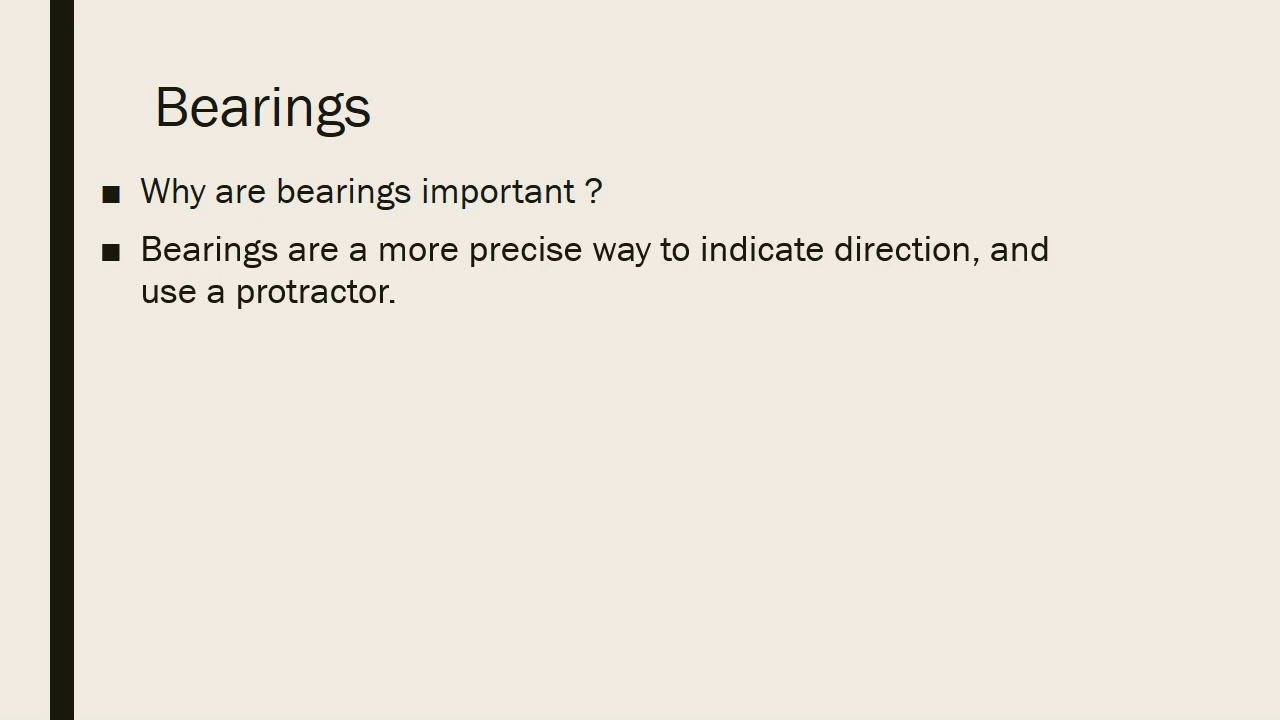 Bearings
■ Why are bearings important ?
■ Bearings are a more precise way to indicate direction, and
use a protractor.